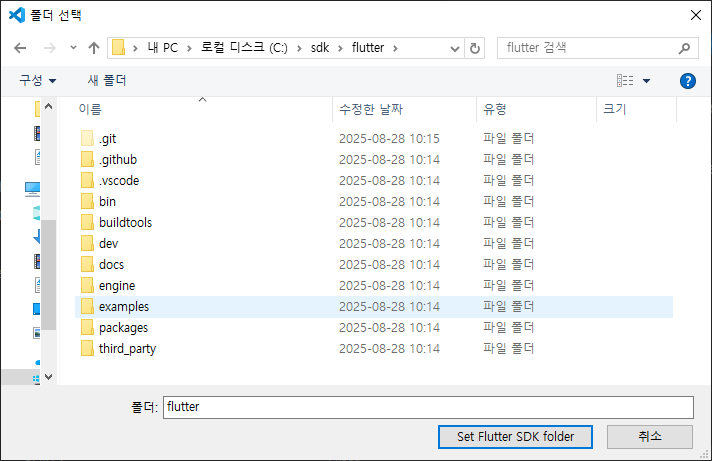 폴더 선택
내 PC > 로컬 디스크 (C:) > sdk > flutter >
flutter 검색
구성 새 폴더
이름 수정한 날짜 유형 크기
.git 2025-08-28 10:15 파일 폴더
.github 2025-08-28 10:14 파일 폴더
.vscode 2025-08-28 10:14 파일 폴더
bin 2025-08-28 10:14 파일 폴더
buildtools 2025-08-28 10:14 파일 폴더
dev 2025-08-28 10:14 파일 폴더
docs 2025-08-28 10:14 파일 폴더
engine 2025-08-28 10:14 파일 폴더
examples 2025-08-28 10:14 파일 폴더
packages 2025-08-28 10:14 파일 폴더
third_party 2025-08-28 10:14 파일 폴더
폴더: flutter
Set Flutter SDK folder 취소